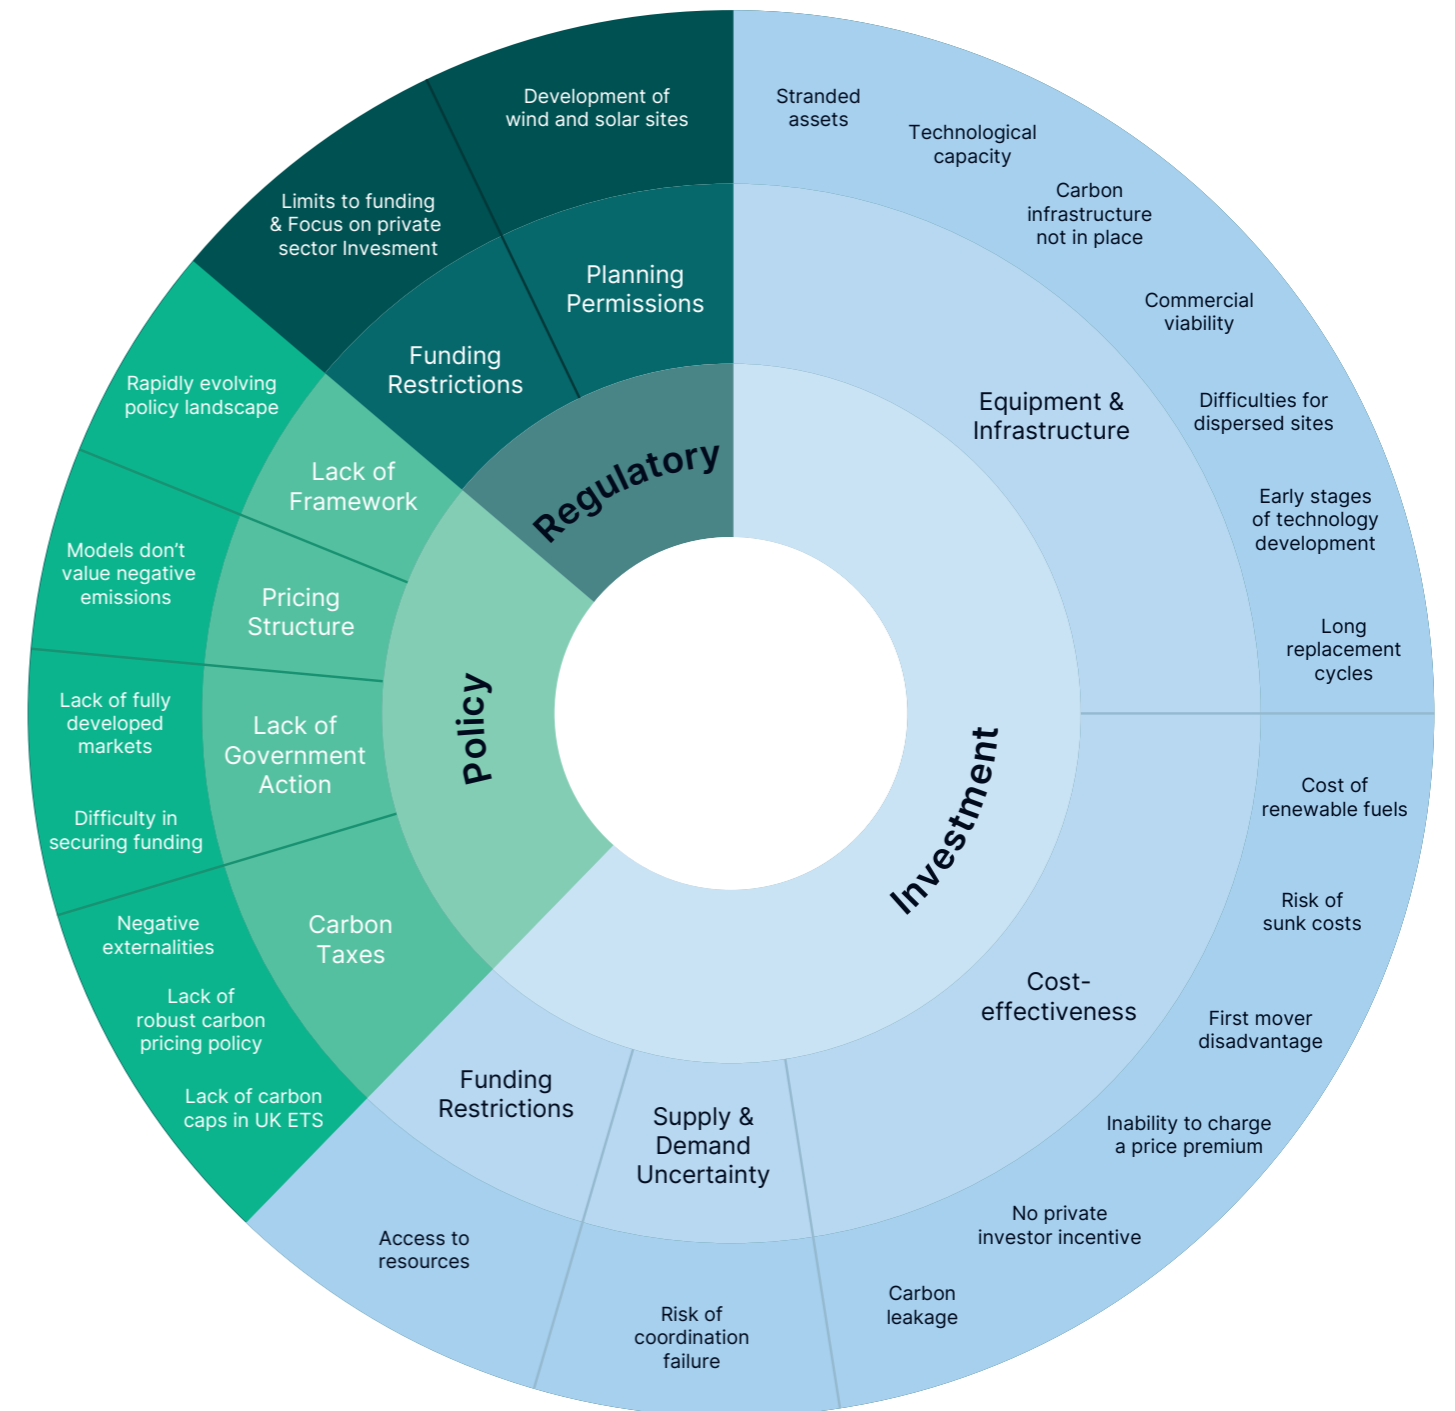 Development of
wind and solar sites
Limits to funding
& Focus on private
sector Invesment
Planning
Permissions
Funding
Restrictions
Regulatory
Stranded
assets
Technological
capacity
Carbon
infrastructure
not in place
Commercial
viability
Difficulties for
dispersed sites
Early stages
of technology
development
Long
replacement
cycles
Equipment &
Infrastructure
Investment
Cost of
renewable fuels
Risk of
sunk costs
First mover
disadvantage
Inability to charge
a price premium
No private
investor incentive
Carbon
leakage
Cost-
effectiveness
Supply &
Demand
Uncertainty
Risk of
coordination
failure
Funding
Restrictions
Access to
resources
Policy
Rapidly evolving
policy landscape
Lack of
Framework
Models don’t
value negative
emissions
Pricing
Structure
Lack of fully
developed
markets
Difficulty in
securing funding
Lack of
Government
Action
Negative
externalities
Lack of
robust carbon
pricing policy
Lack of carbon
caps in UK ETS
Carbon
Taxes